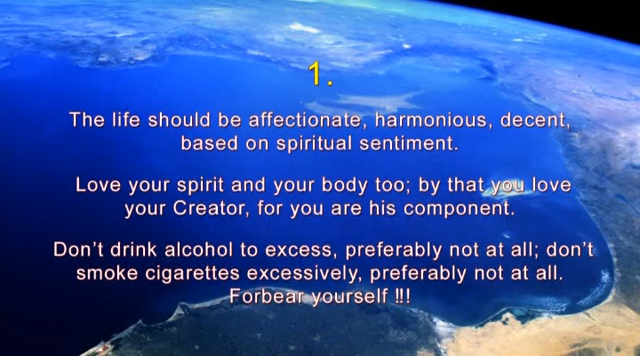 1.
The life should be affectionate, harmonious, decent,
based on spiritual sentiment.
Love your spirit and your body too; by that you love
your Creator, for you are his component.
Don't drink alcohol to excess, preferably not at all; don't
smoke cigarettes excessively, preferably not at all.
Forbear yourself !!!